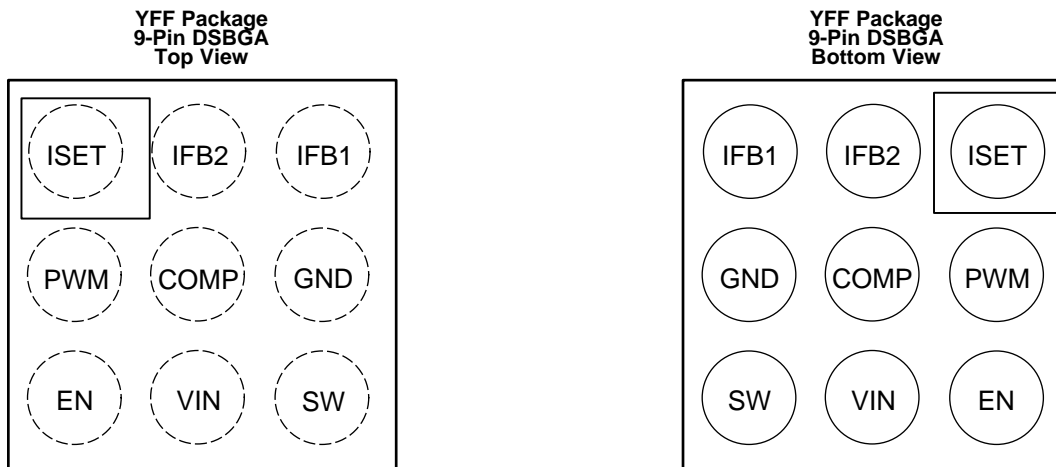 YFF Package
9-Pin DSBGA
Top View
ISET IFB2 IFB1
PWM COMP GND
EN VIN SW
YFF Package
9-Pin DSBGA
Bottom View
IFB1 IFB2 ISET
GND COMP PWM
SW VIN EN